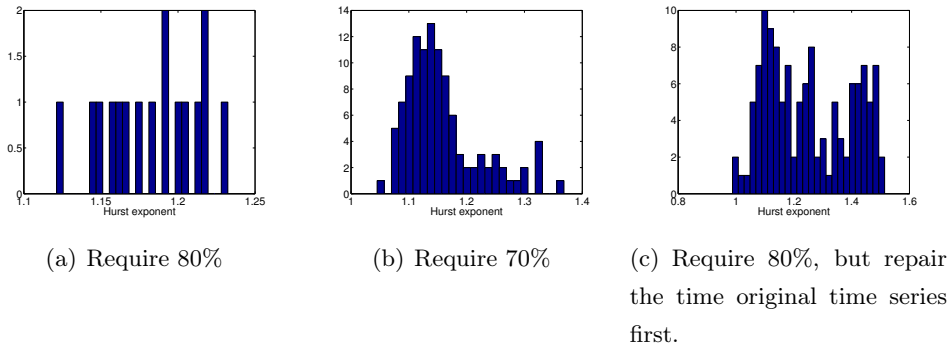 2
1.5
1
0.5
0
1.1 1.15 1.2 1.25
Hurst exponent
(a) Require 80%
14
12
10
8
6
4
2
0
1 1.1 1.2 1.3 1.4
Hurst exponent
(b) Require 70%
10
8
6
4
2
0
0.8 1 1.2 1.4 1.6
Hurst exponent
(c) Require 80%, but repair
the time original time series
first.